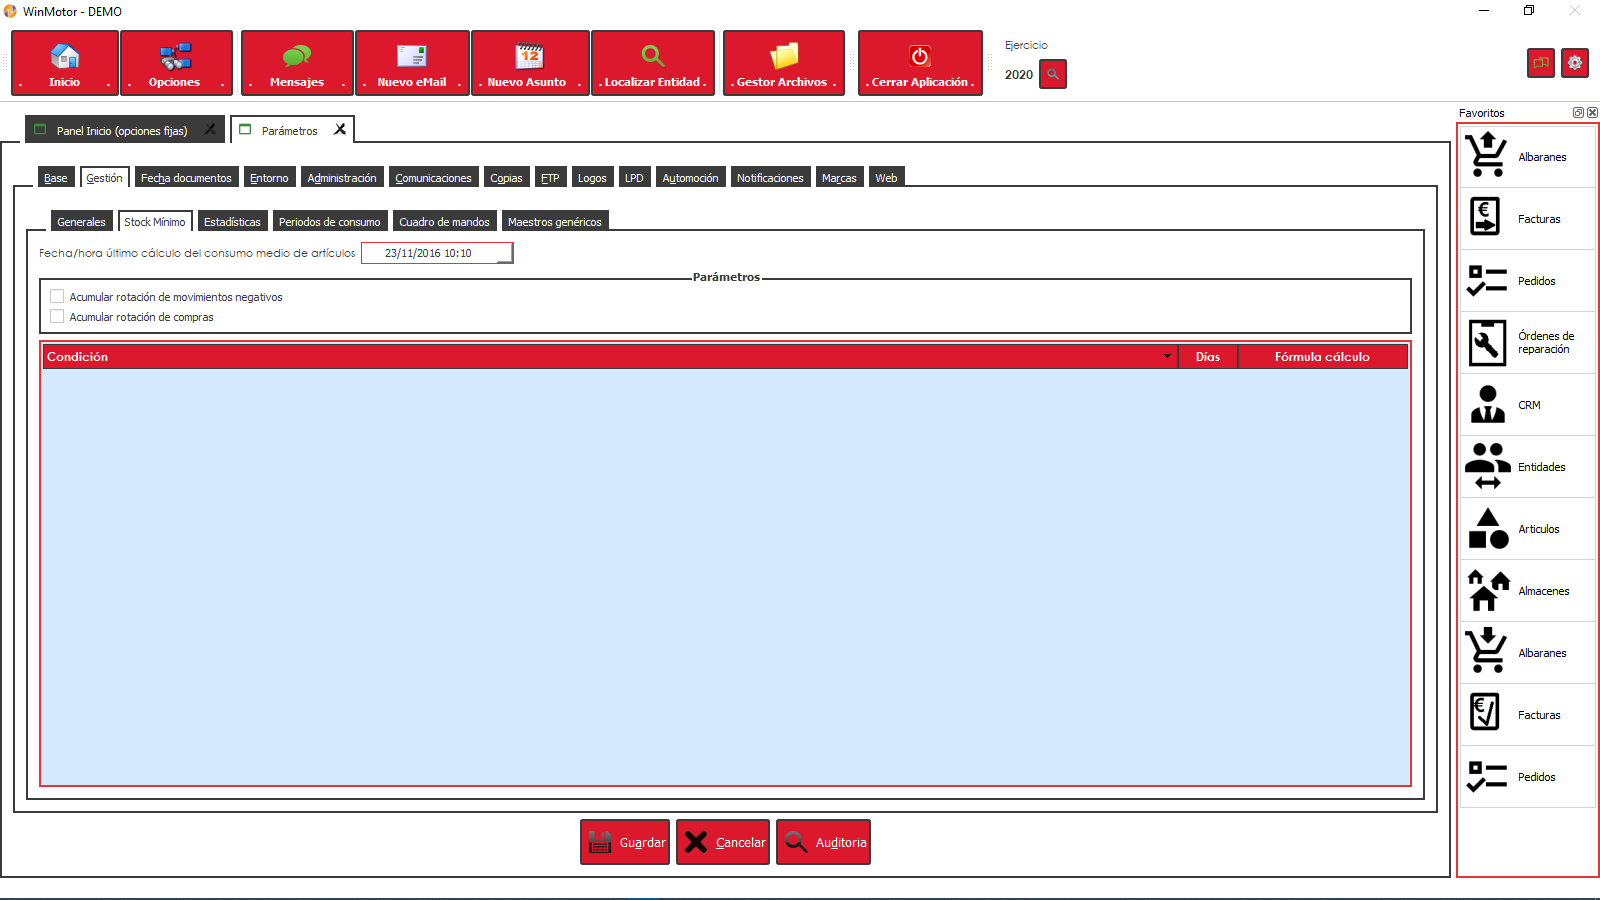 WinMotor - DEMO
. Inicio .
. Opciones .
. Mensajes .
. Nuevo eMail .
. Nuevo Asunto .
. Localizar Entidad .
. Gestor Archivos .
. Cerrar Aplicación .
Ejercicio
2020
Panel Inicio (opciones fijas)
Parámetros
Favoritos
Base
Gestión
Fecha documentos
Entorno
Administración
Comunicaciones
Copias
FTP
Logos
LPD
Automoción
Notificaciones
Marcas
Web
Generales
Stock Mínimo
Estadísticas
Periodos de consumo
Cuadro de mandos
Maestros genéricos
Fecha/hora último cálculo del consumo medio de artículos 23/11/2016 10:10
Parámetros
Acumular rotación de movimientos negativos
Acumular rotación de compras
Condición
Días
Fórmula cálculo
Guardar
Cancelar
Auditoria
Albaranes
Facturas
Pedidos
Órdenes de
reparación
CRM
Entidades
Articulos
Almacenes
Albaranes
Facturas
Pedidos